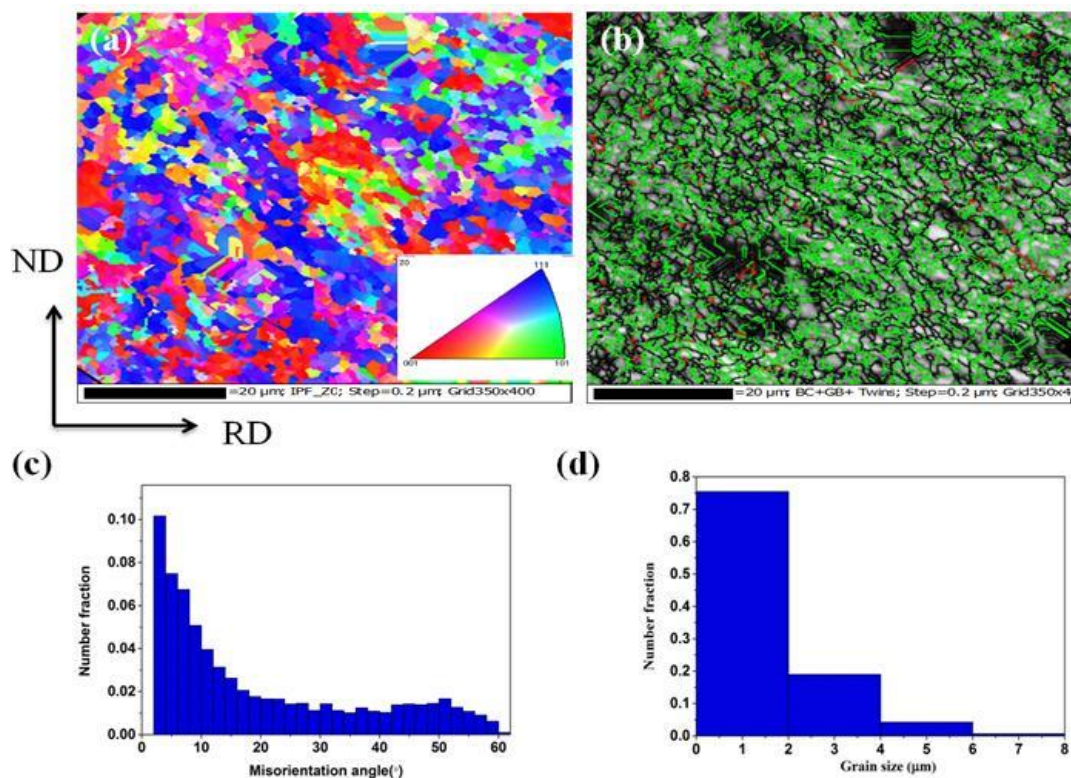 (a)
(b)
20
111
001
101
=20 µm; IPF_Z0; Step=0.2 µm; Grid350x400
=20 µm; BC+GB+ Twins; Step=0.2 µm; Grid350x4
ND
RD
(c)
(d)
Number fraction
0.10
0.08
0.06
0.04
0.02
0.00
0 10 20 30 40 50 60
Misorientation angle(°)
Number fraction
0.8
0.7
0.6
0.5
0.4
0.3
0.2
0.1
0.0
0 1 2 3 4 5 6 7 8
Grain size (µm)